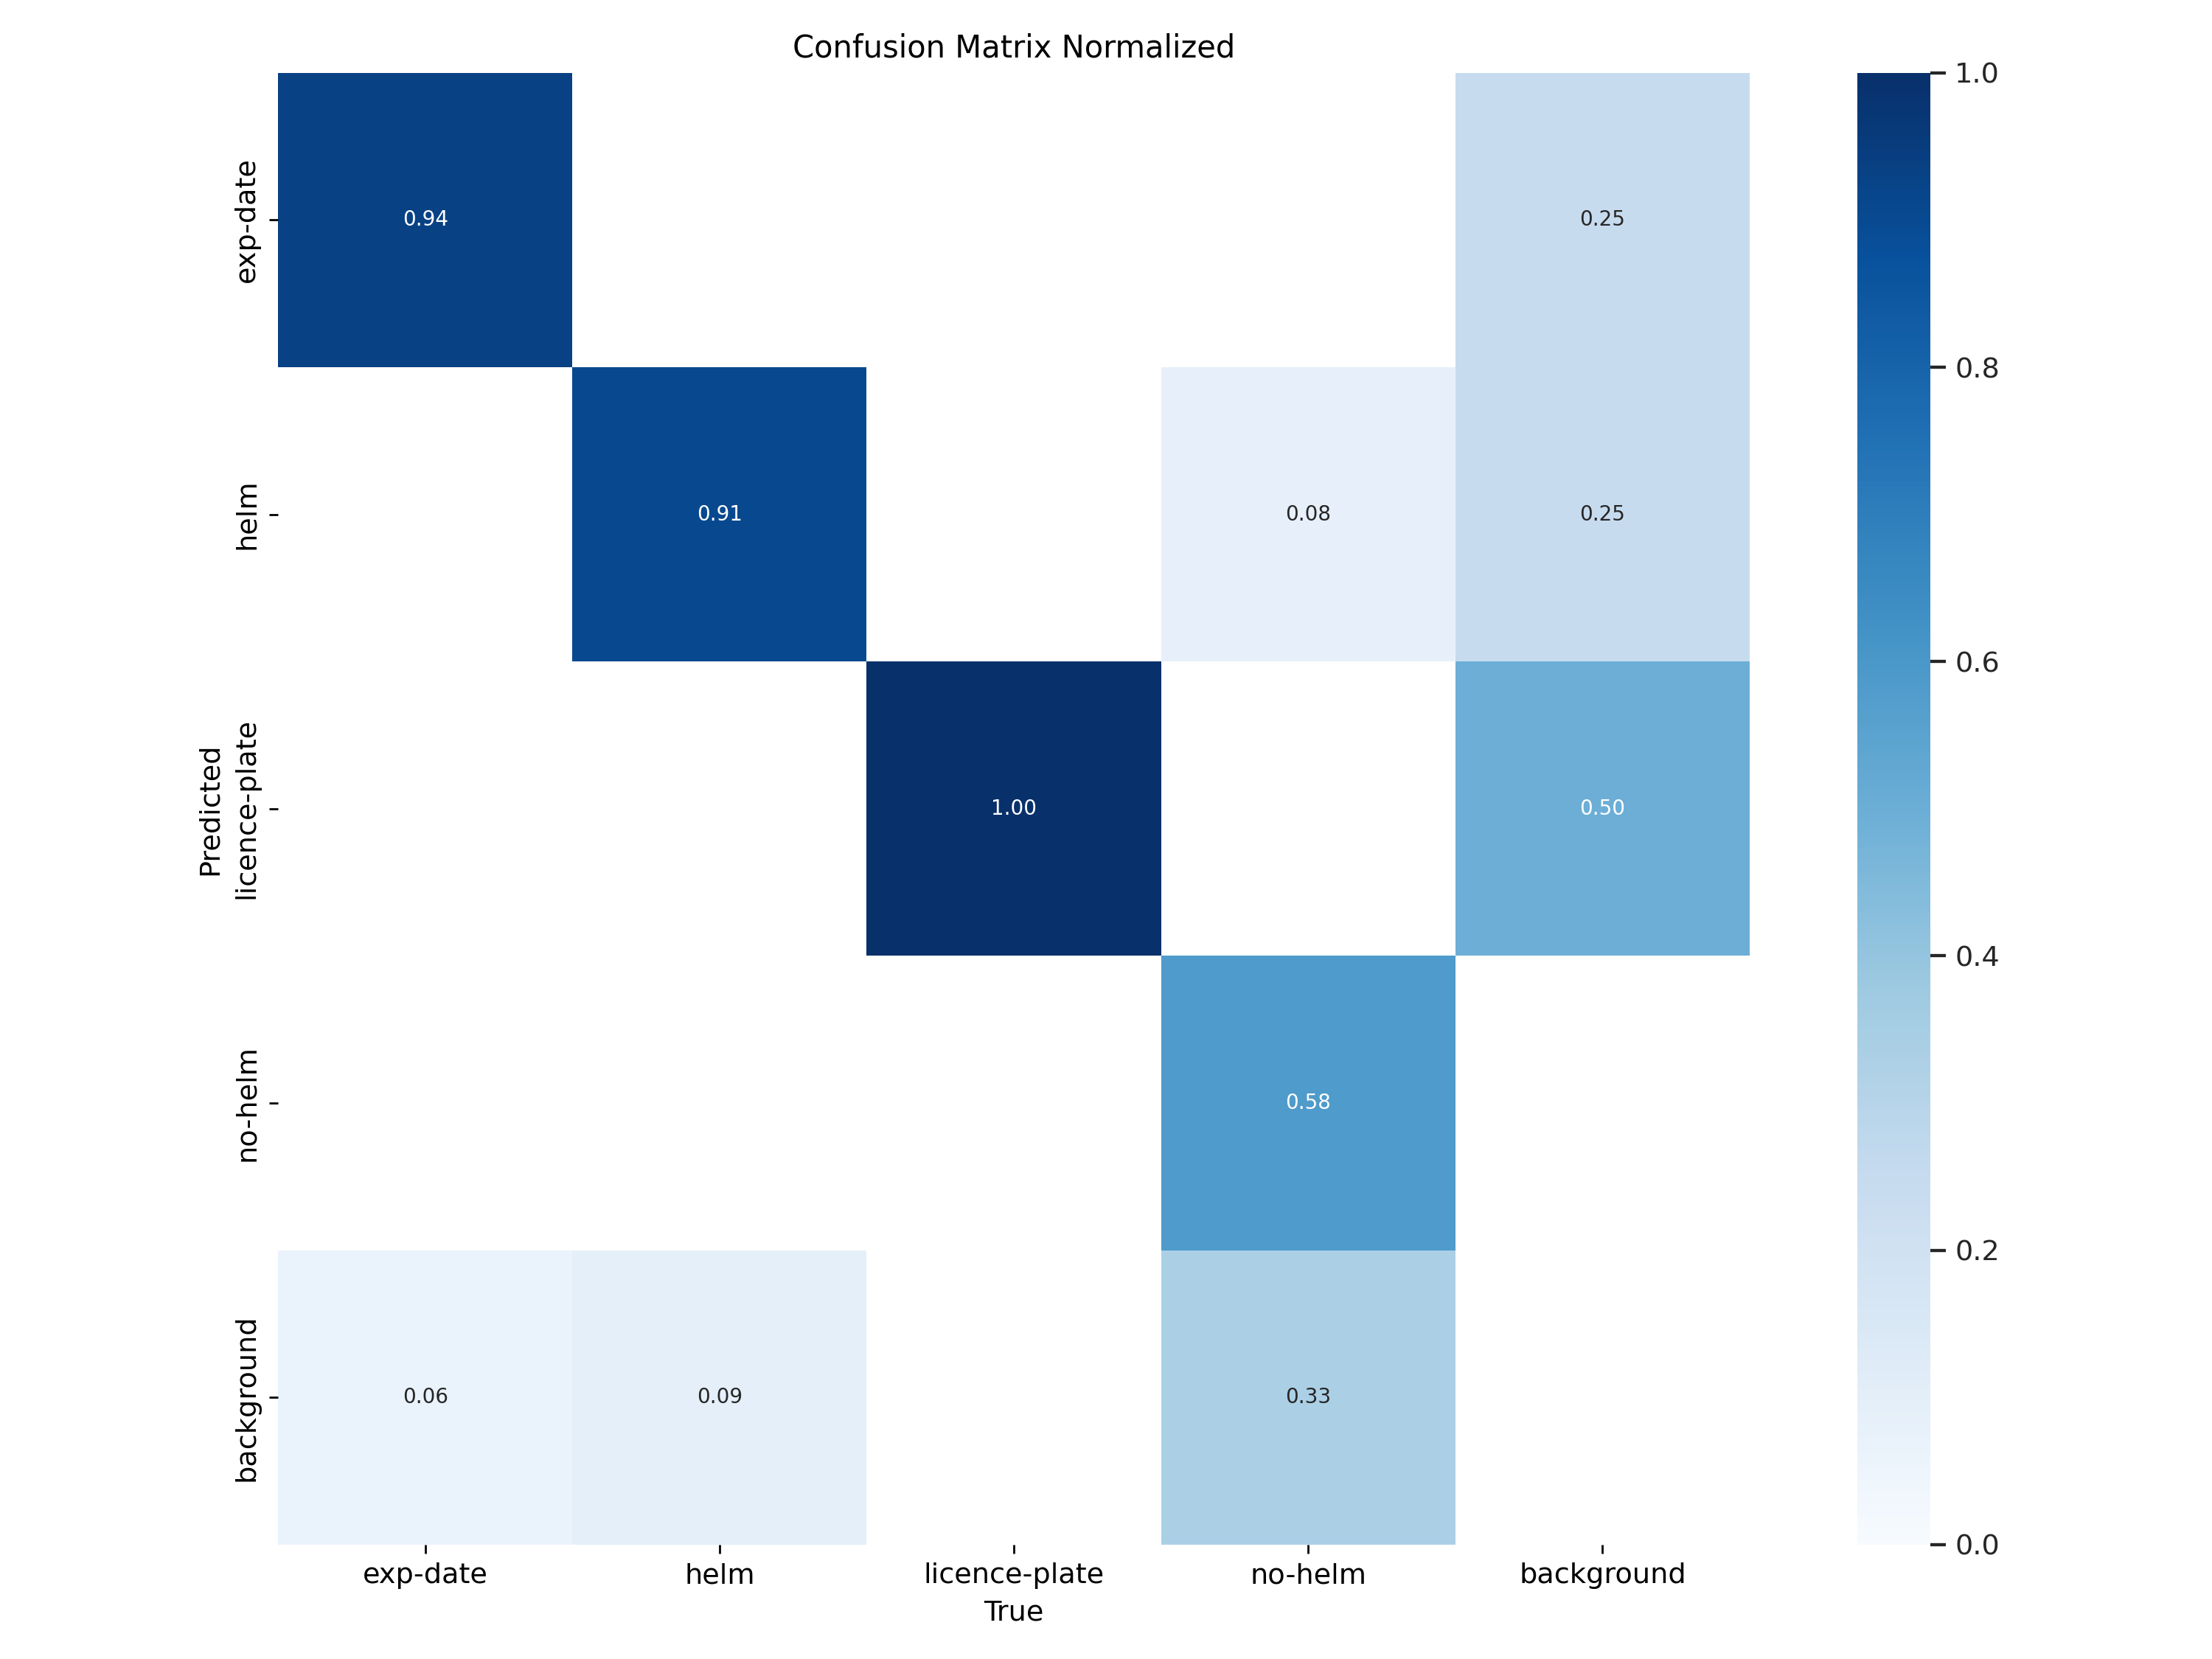 Confusion Matrix Normalized
1.0
exp-date
0.94
0.25
0.8
helm
0.91
0.08
0.25
0.6
Predicted
licence-plate
1.00
0.50
0.4
no-helm
0.58
0.2
background
0.06
0.09
0.33
0.0
exp-date
helm
licence-plate
no-helm
background
True